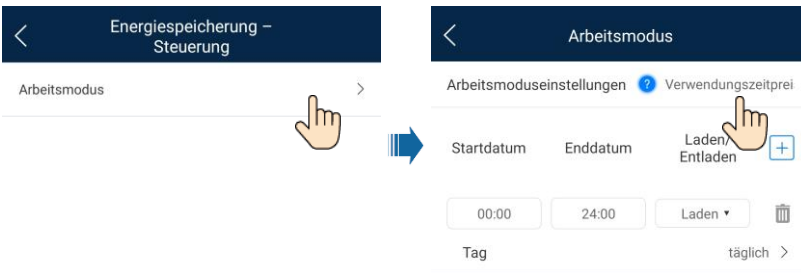 Energiespeicherung –
Steuerung
Arbeitsmodus
Arbeitsmodus
Arbeitsmoduseinstellungen ? Verwendungszeitprei
Startdatum Enddatum Laden/
Entladen +
00:00 24:00 Laden
Tag täglich